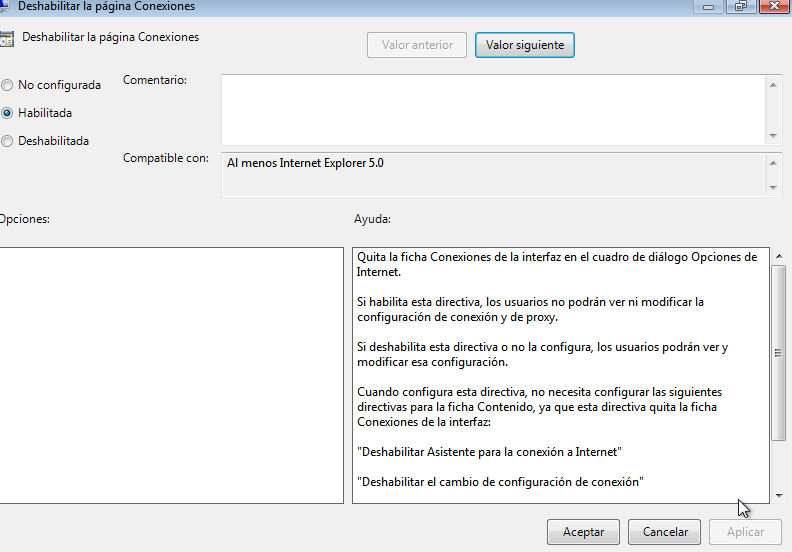 Deshabilitar la página Conexiones
Deshabilitar la página Conexiones
Valor anterior
Valor siguiente
No configurada
Habilitada
Deshabilitada
Comentario:
Compatible con:
Al menos Internet Explorer 5.0
Opciones:
Ayuda:
Quita la ficha Conexiones de la interfaz en el cuadro de diálogo Opciones de
Internet.
Si habilita esta directiva, los usuarios no podrán ver ni modificar la
configuración de conexión y de proxy.
Si deshabilita esta directiva o no la configura, los usuarios podrán ver y
modificar esa configuración.
Cuando configura esta directiva, no necesita configurar las siguientes
directivas para la ficha Contenido, ya que esta directiva quita la ficha
Conexiones de la interfaz:
"Deshabilitar Asistente para la conexión a Internet"
"Deshabilitar el cambio de configuración de conexión"
Aceptar
Cancelar
Aplicar